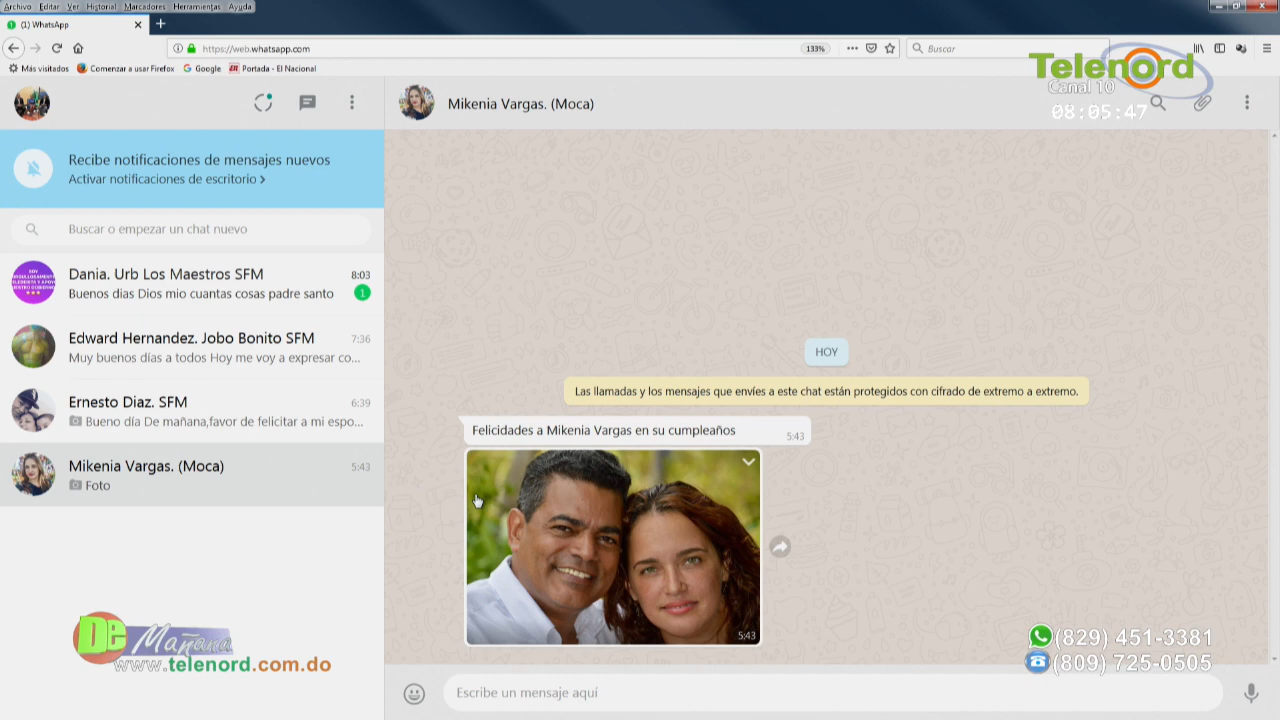 Archivo Editar Ver Historial Marcadores Herramientas Ayuda
(1) WhatsApp
https://web.whatsapp.com
133%
Buscar
Más visitados Comenzar a usar Firefox Google Portada - El Nacional
Telenord
Canal 10
08:05:47
Mikenia Vargas. (Moca)
Recibe notificaciones de mensajes nuevos
Activar notificaciones de escritorio
Buscar o empezar un chat nuevo
Dania. Urb Los Maestros SFM 8:03
Buenos dias Dios mio cuantas cosas padre santo 1
Edward Hernandez. Jobo Bonito SFM 7:36
Muy buenos días a todos Hoy me voy a expresar co...
Ernesto Diaz. SFM 6:39
Bueno día De mañana,favor de felicitar a mi espo...
Mikenia Vargas. (Moca) 5:43
Foto
HOY
Las llamadas y los mensajes que envíes a este chat están protegidos con cifrado de extremo a extremo.
Felicidades a Mikenia Vargas en su cumpleaños 5:43
5:43
De Mañana
www.telenord.com.do
(829) 451-3381
(809) 725-0505
Escribe un mensaje aquí